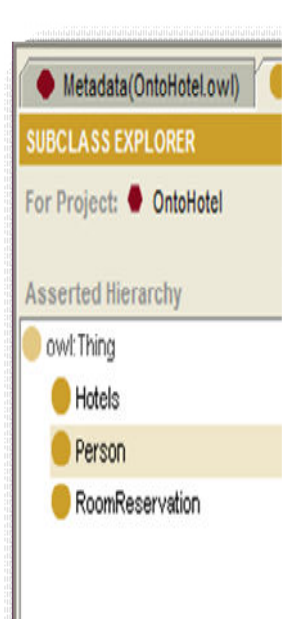 Metadata(OntoHotel.owl)
SUBCLASS EXPLORER
For Project: OntoHotel
Asserted Hierarchy
owl:Thing
Hotels
Person
RoomReservation